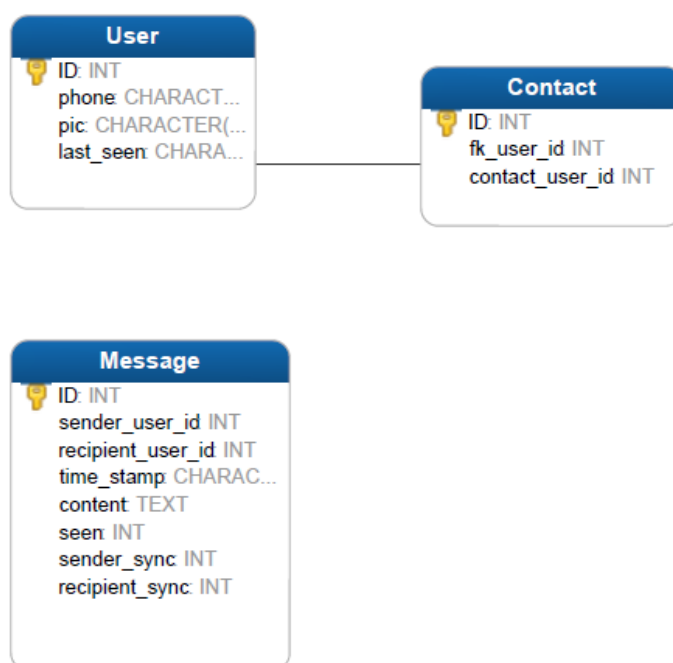 User
ID: INT
phone: CHARACT...
pic: CHARACTER(...
last_seen: CHARA...
Contact
ID: INT
fk_user_id: INT
contact_user_id: INT
Message
ID: INT
sender_user_id: INT
recipient_user_id: INT
time_stamp: CHARAC...
content: TEXT
seen: INT
sender_sync: INT
recipient_sync: INT